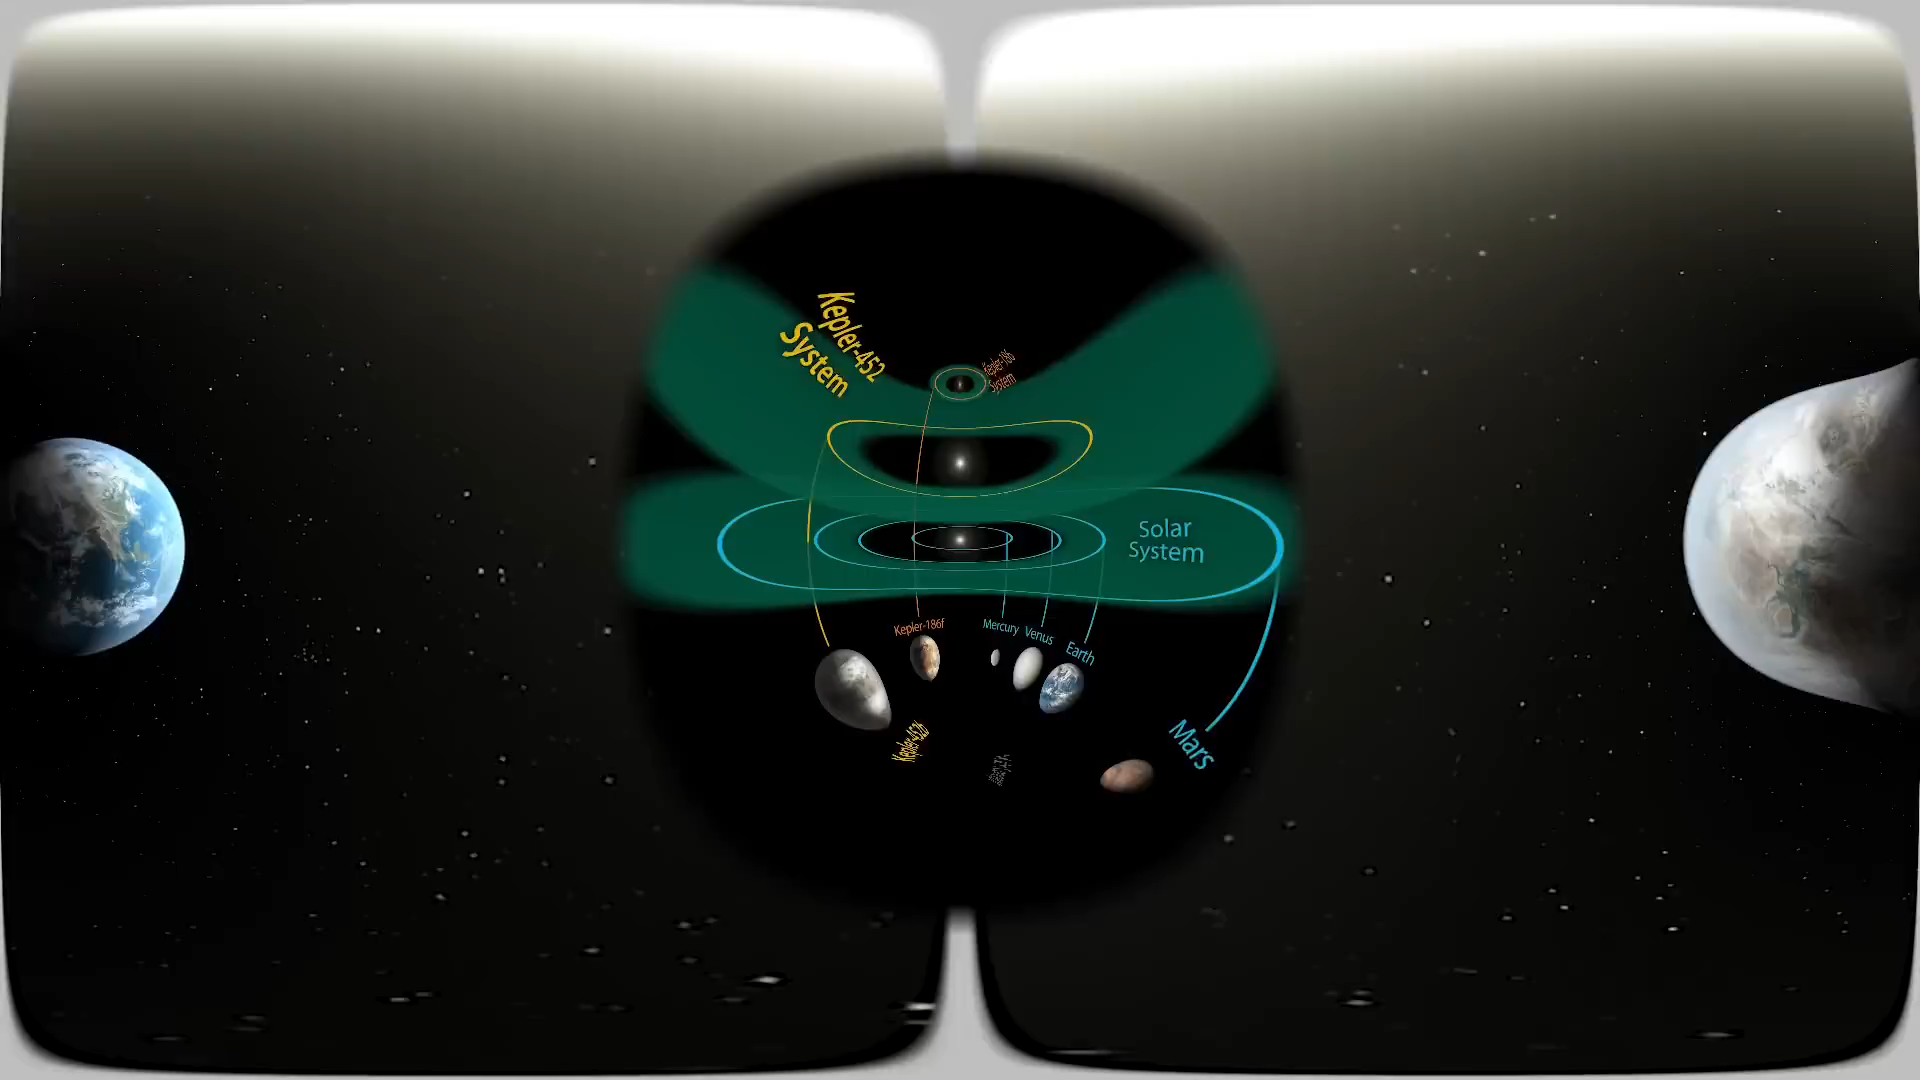 Kepler-452
System
Kepler-186
System
Solar
System
Kepler-186f
Mercury
Venus
Earth
Kepler-452b
Mars